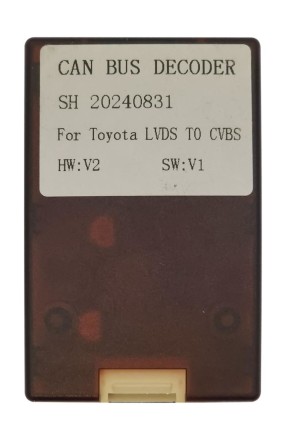 CAN BUS DECODER
SH 20240831
For Toyota LVDS TO CVBS
HW:V2 SW:V1